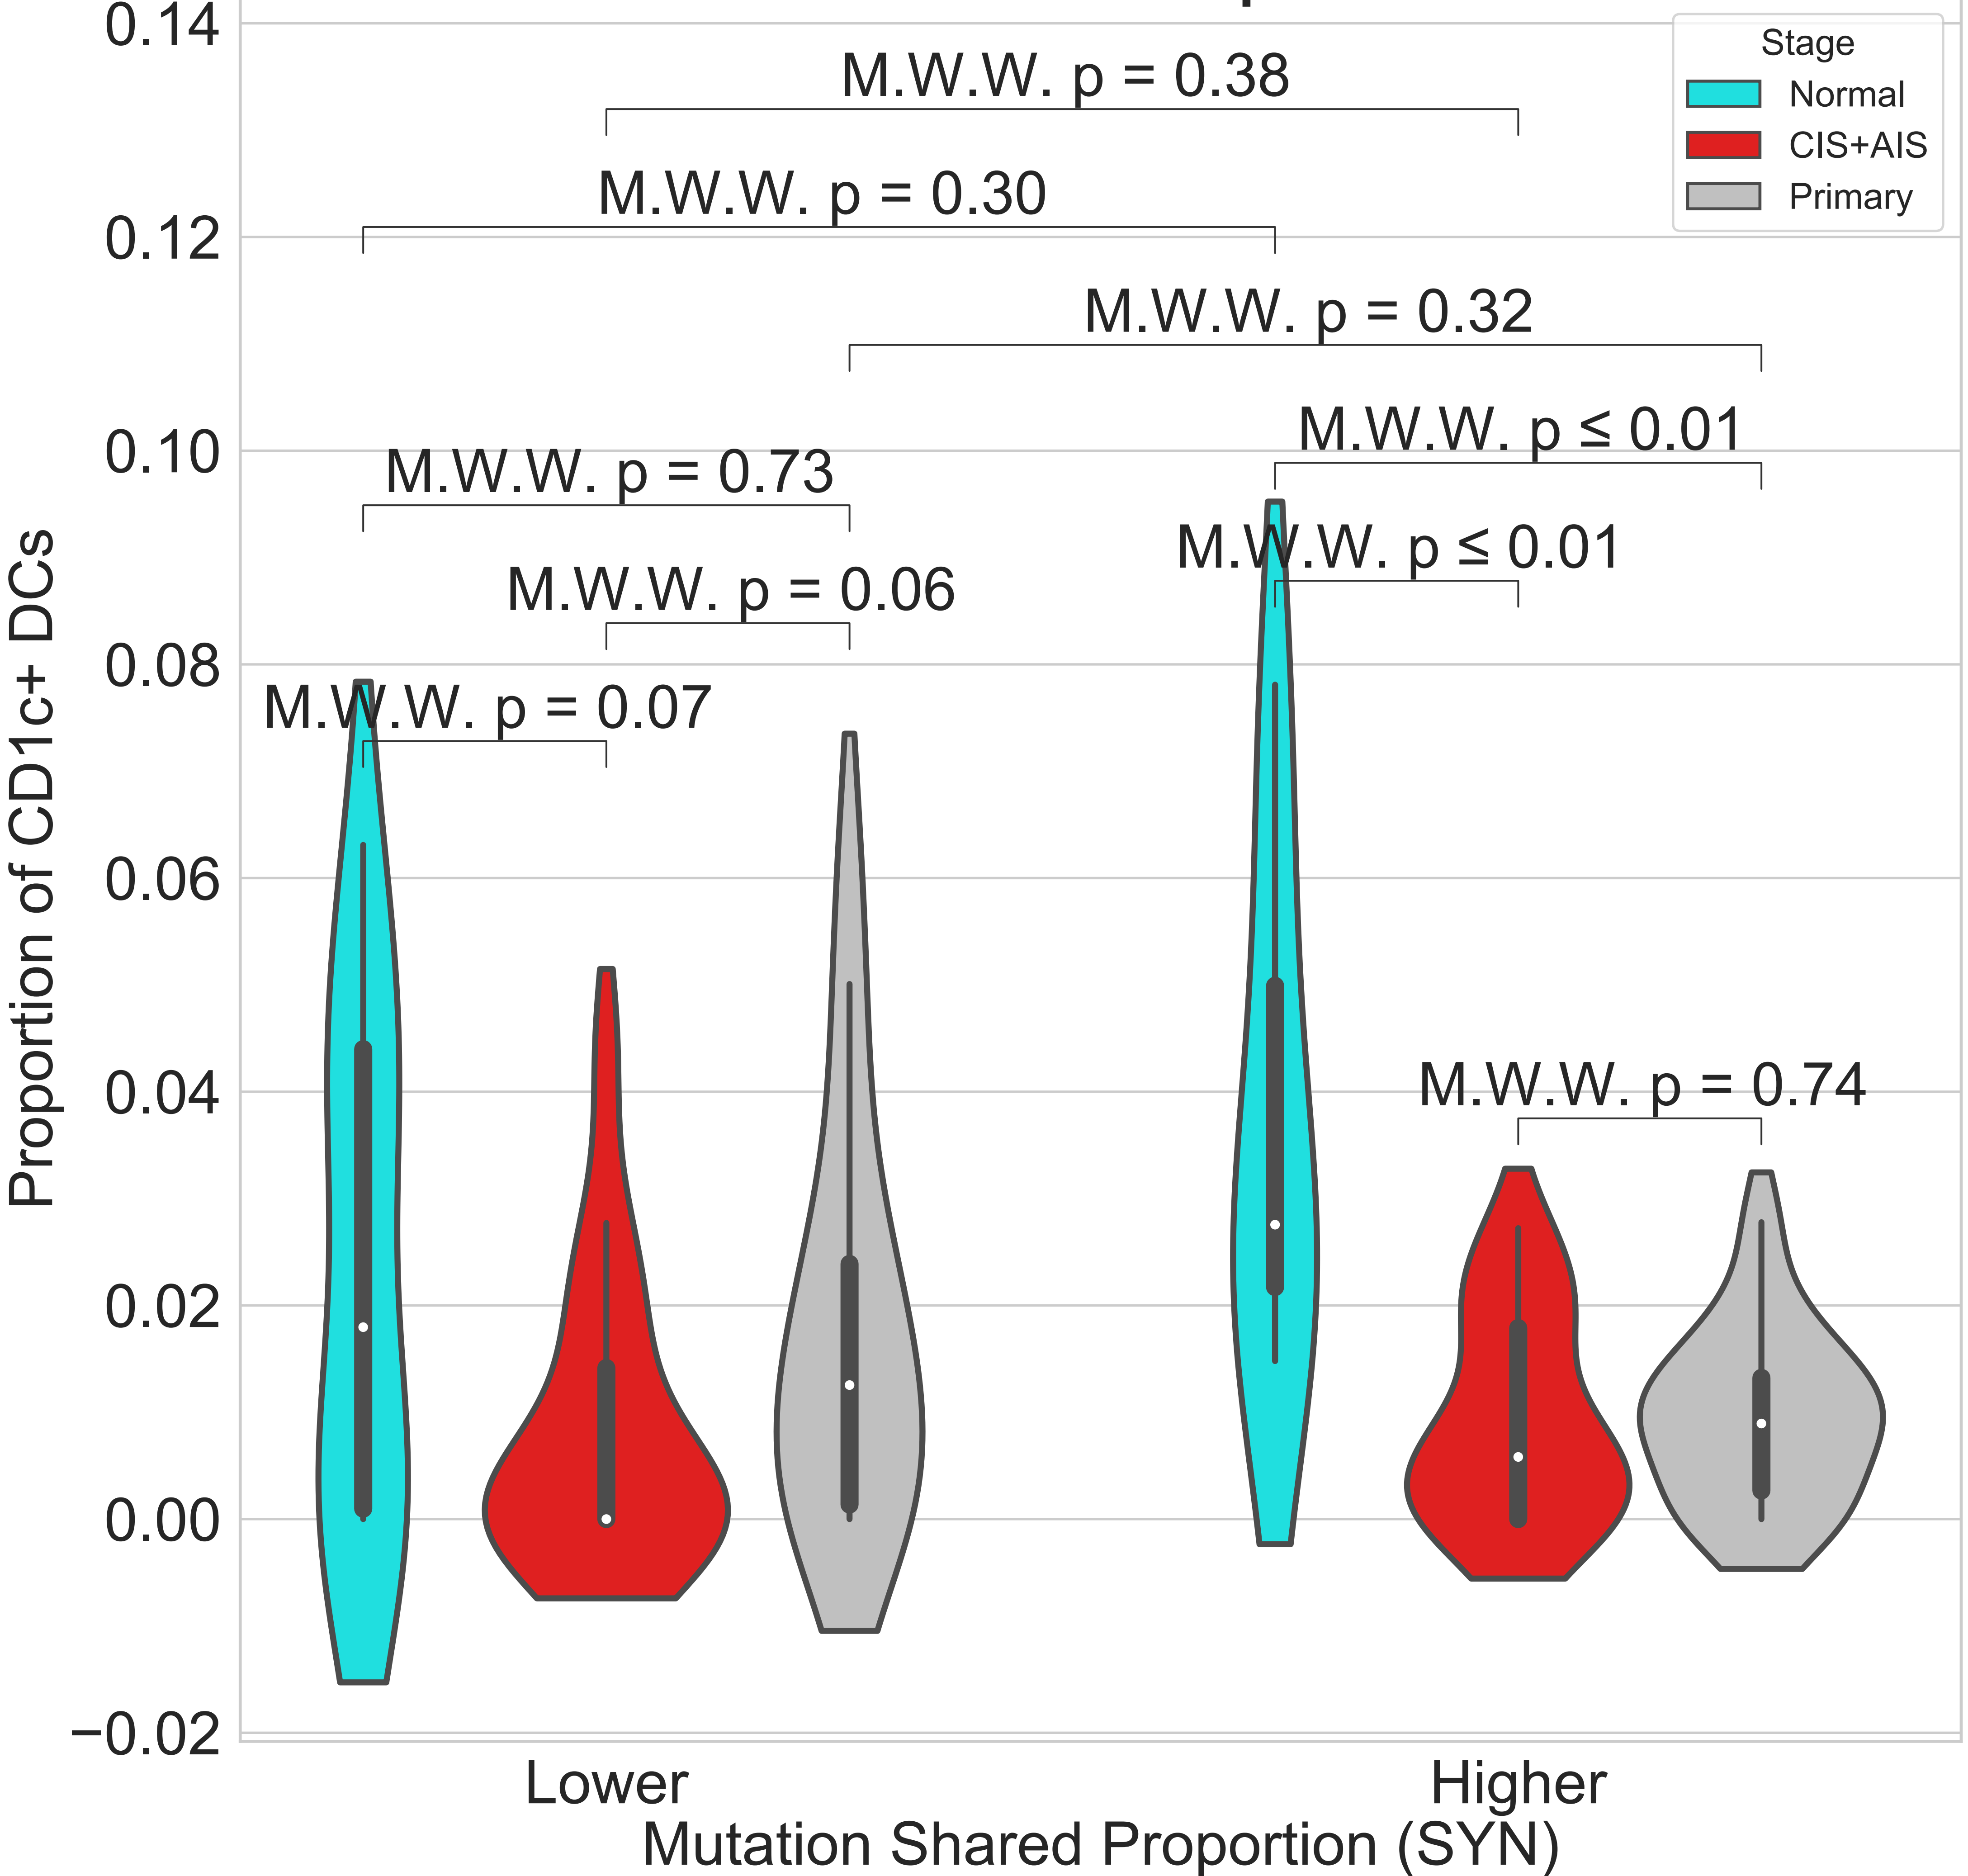 0.14
0.12
0.10
0.08
0.06
0.04
0.02
0.00
−0.02
Proportion of CD1c+ DCs
Stage
Normal
CIS+AIS
Primary
M.W.W. p = 0.38
M.W.W. p = 0.30
M.W.W. p = 0.32
M.W.W. p ≤ 0.01
M.W.W. p = 0.73
M.W.W. p ≤ 0.01
M.W.W. p = 0.06
M.W.W. p = 0.07
M.W.W. p = 0.74
Lower
Higher
Mutation Shared Proportion (SYN)